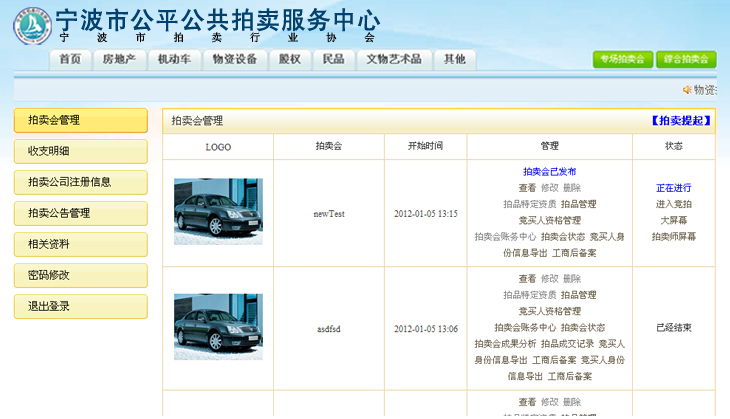 宁波市公平公共拍卖服务中心
宁波市拍卖行业协会
首页 房地产 机动车 物资设备 股权 民品 文物艺术品 其他 专场拍卖会 综合拍卖会
物资
拍卖会管理
收支明细
拍卖公司注册信息
拍卖公告管理
相关资料
密码修改
退出登录
拍卖会管理 【拍卖提起】
LOGO 拍卖会 开始时间 管理 状态
newTest 2012-01-05 13:15
拍卖会已发布
查看 修改 删除
拍品特定资质 拍品管理
竞买人资格管理
拍卖会账务中心 拍卖会状态 竞买人身
份信息导出 工商后备案
正在进行
进入竞拍
大屏幕
拍卖师屏幕
asdfsd 2012-01-05 13:06
查看 修改 删除
拍品特定资质 拍品管理
竞买人资格管理
拍卖会账务中心 拍卖会状态
拍卖会成果分析 拍品成交记录 竞买人
身份信息导出 工商后备案 竞买人身份
信息导出 工商后备案
已经结束
查看 修改 删除